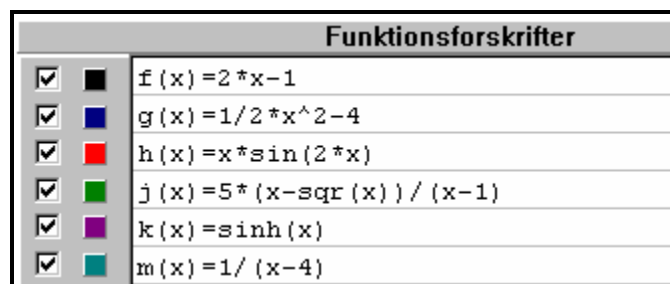 Funktionsforskrifter
f(x)=2*x-1
g(x)=1/2*x^2-4
h(x)=x*sin(2*x)
j(x)=5*(x-sqr(x))/(x-1)
k(x)=sinh(x)
m(x)=1/(x-4)